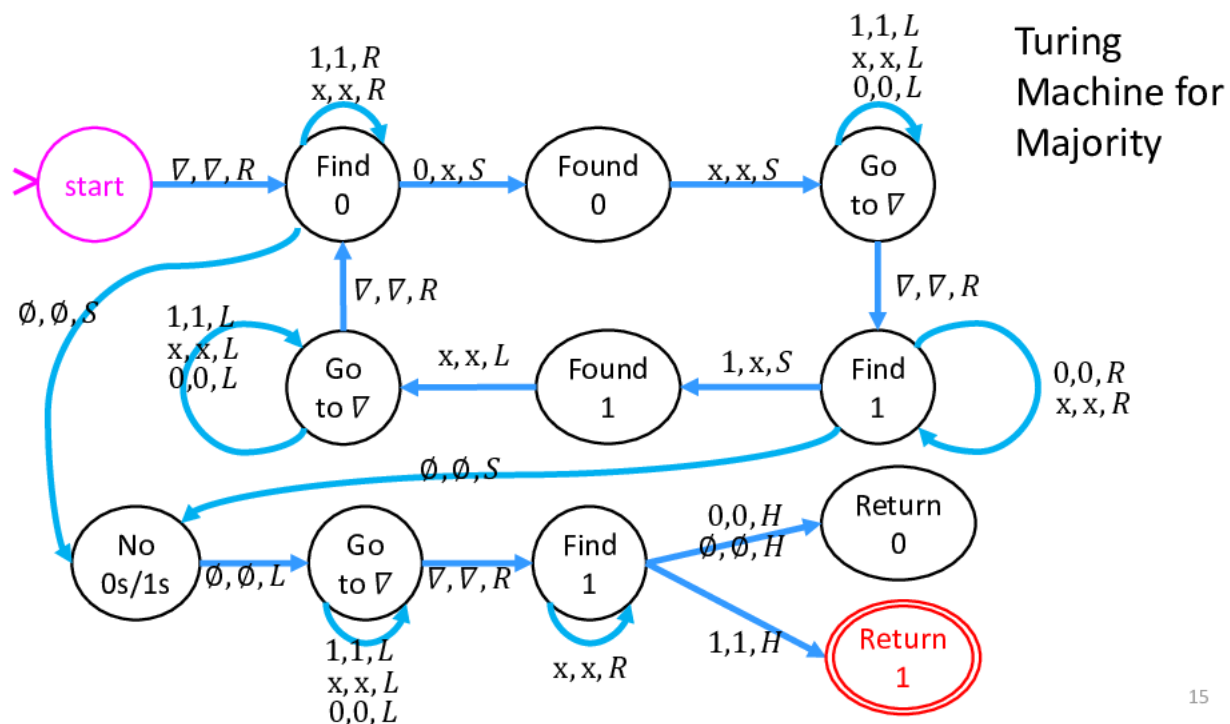 Turing
Machine for
Majority
1,1, R
x, x, R
1,1, L
x, x, L
0,0, L
start
∇, ∇, R
Find
0
0, x, S
Found
0
x, x, S
Go
to ∇
∇, ∇, R
∇, ∇, R
∅, ∅, S
1,1, L
x, x, L
0,0, L
Go
to ∇
x, x, L
Found
1
1, x, S
Find
1
0,0, R
x, x, R
∅, ∅, S
No
0s/1s
∅, ∅, L
Go
to ∇
1,1, L
x, x, L
0,0, L
∇, ∇, R
Find
1
x, x, R
0,0, H
∅, ∅, H
Return
0
1,1, H
Return
1
15